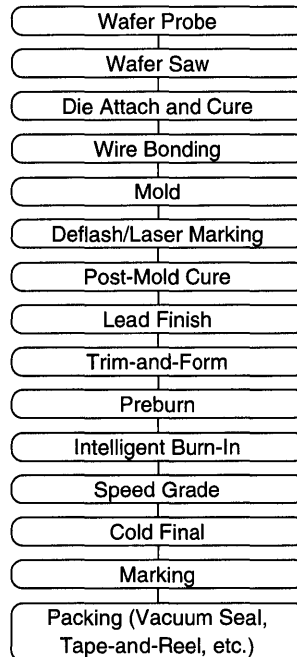 Wafer Probe
Wafer Saw
Die Attach and Cure
Wire Bonding
Mold
Deflash/Laser Marking
Post-Mold Cure
Lead Finish
Trim-and-Form
Preburn
Intelligent Burn-In
Speed Grade
Cold Final
Marking
Packing (Vacuum Seal,
Tape-and-Reel, etc.)